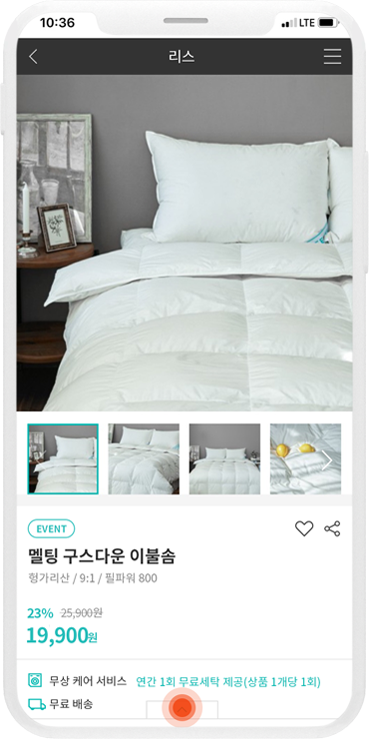 10:36
LTE
리스
EVENT
멜팅 구스다운 이불솜
헝가리산 / 9:1 / 필파워 800
23% 25,900원
19,900원
무상 케어 서비스 연간 1회 무료세탁 제공(상품 1개당 1회)
무료 배송